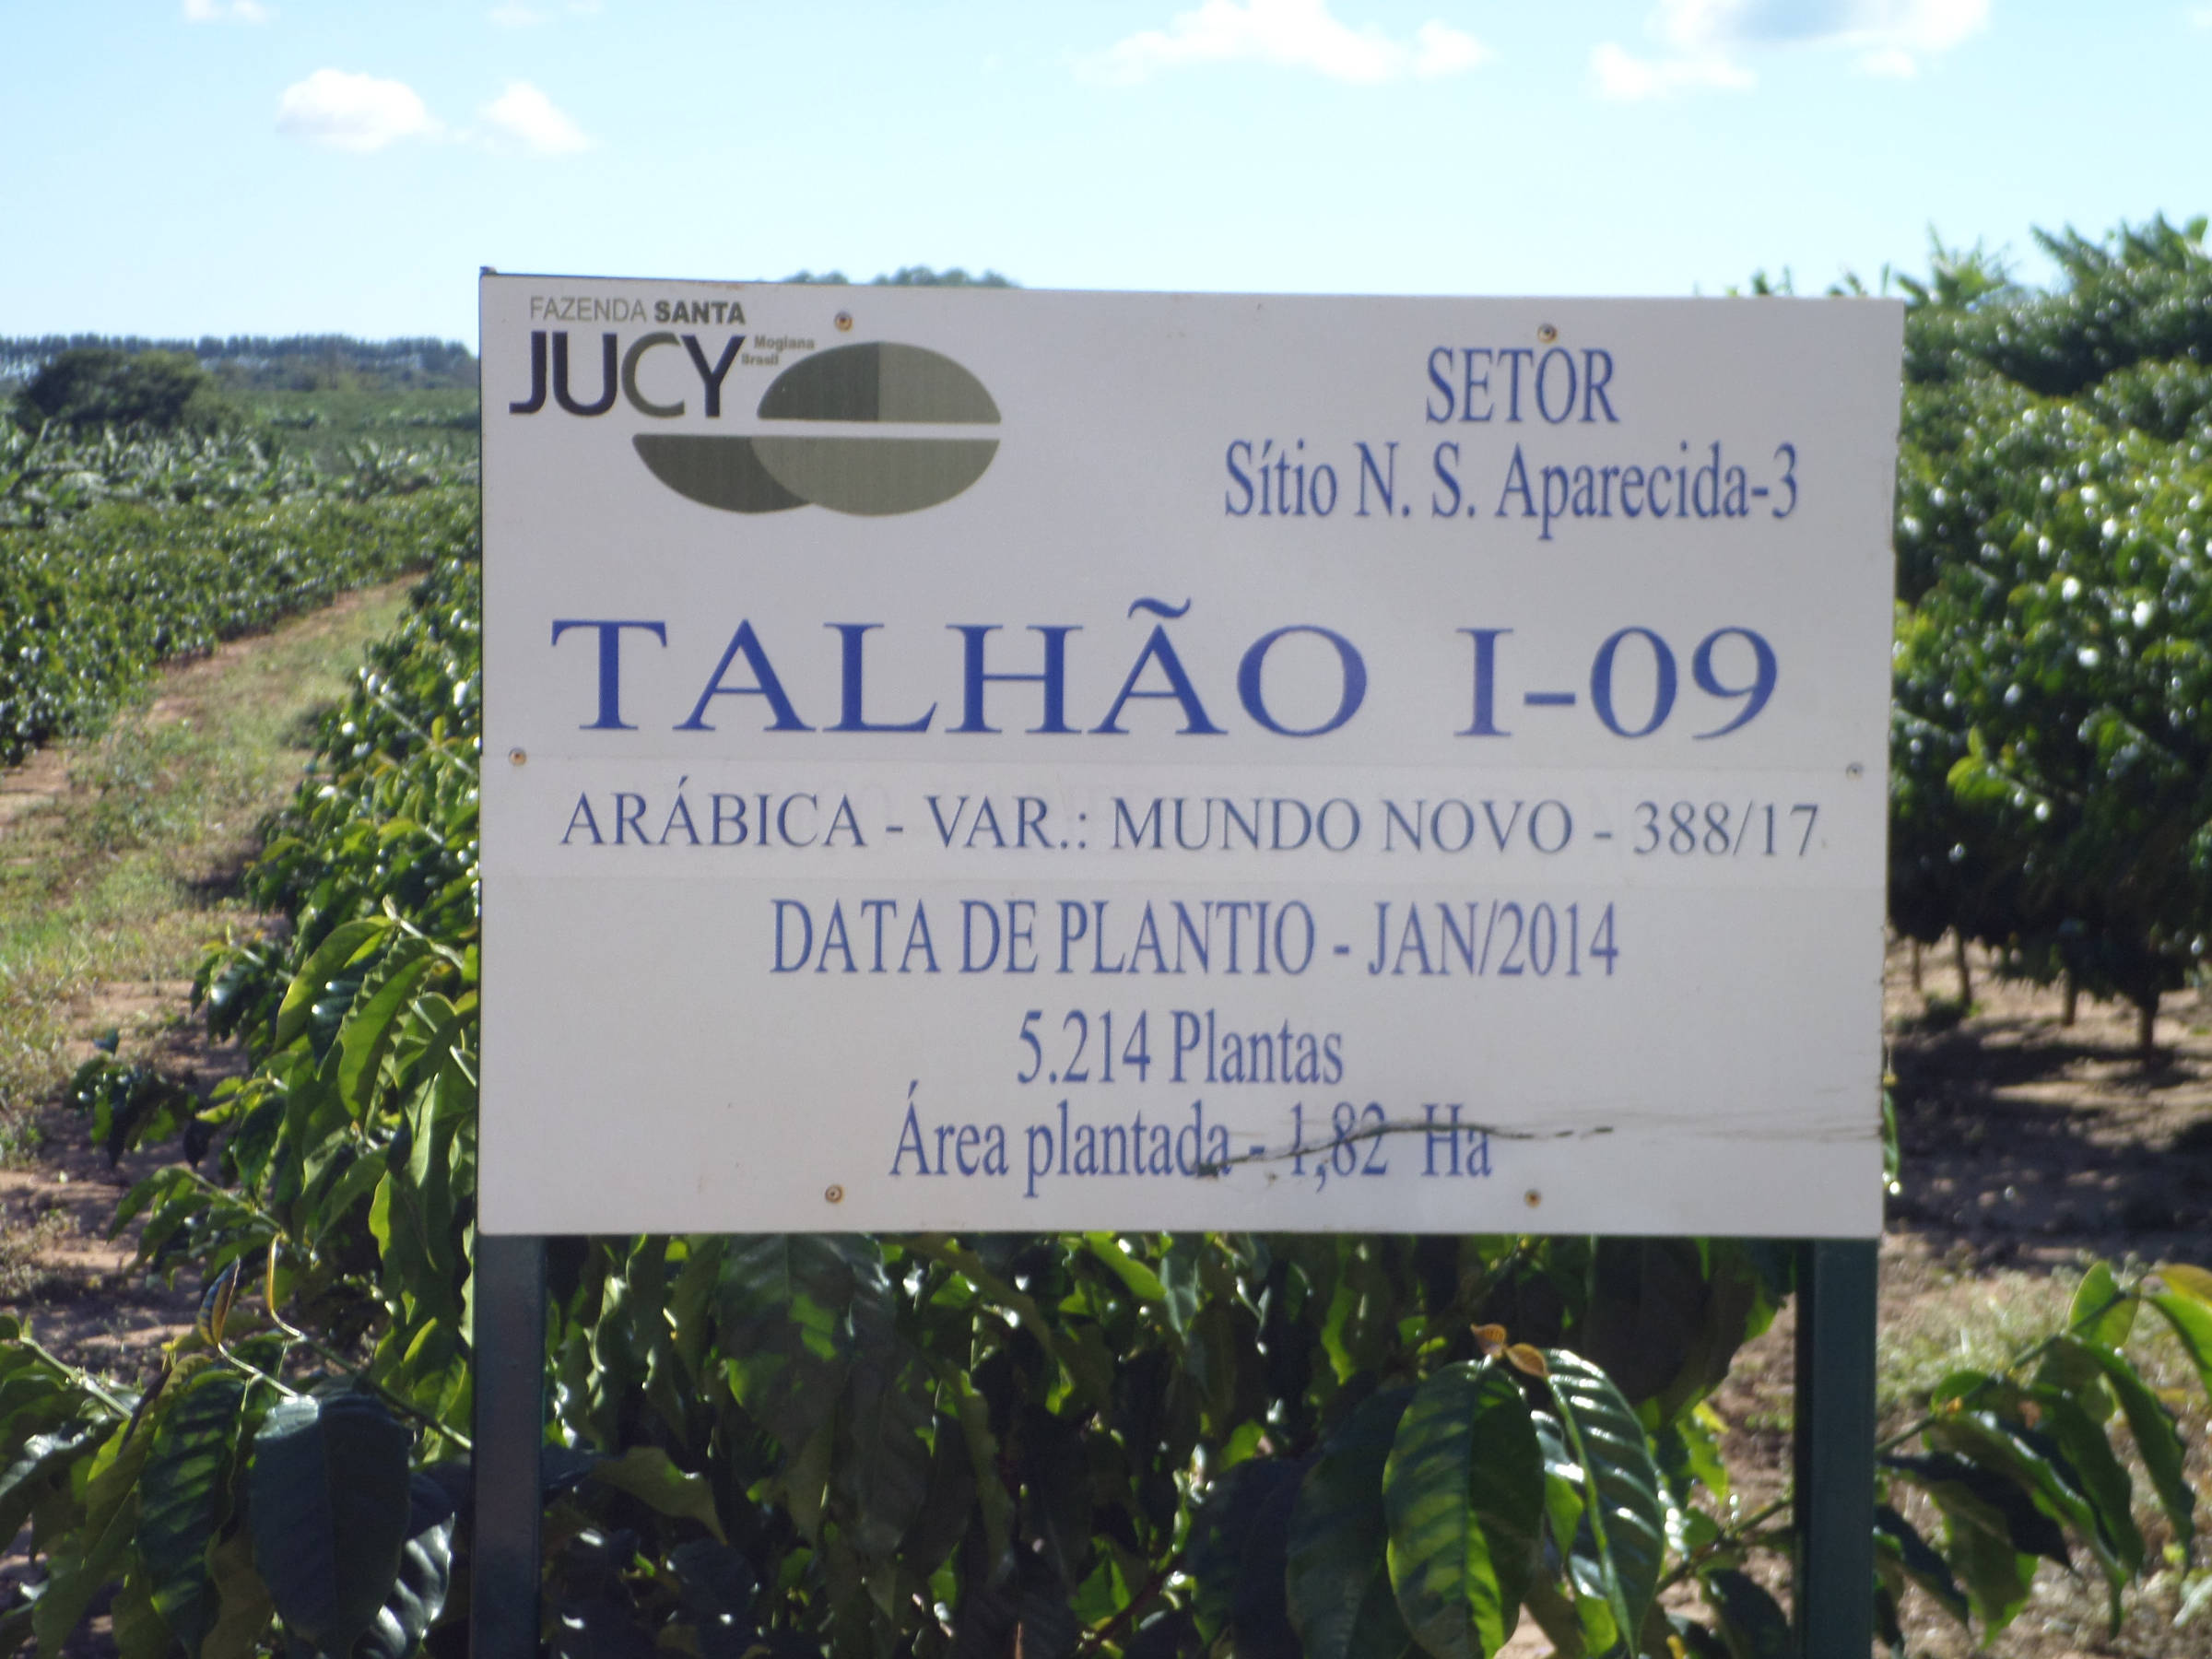 FAZENDA SANTA
JUCY
Mogiana
Brasil
SETOR
Sítio N. S. Aparecida-3
TALHÃO I-09
ARÁBICA - VAR.: MUNDO NOVO - 388/17
DATA DE PLANTIO - JAN/2014
5.214 Plantas
Área plantada - 1,82 Ha